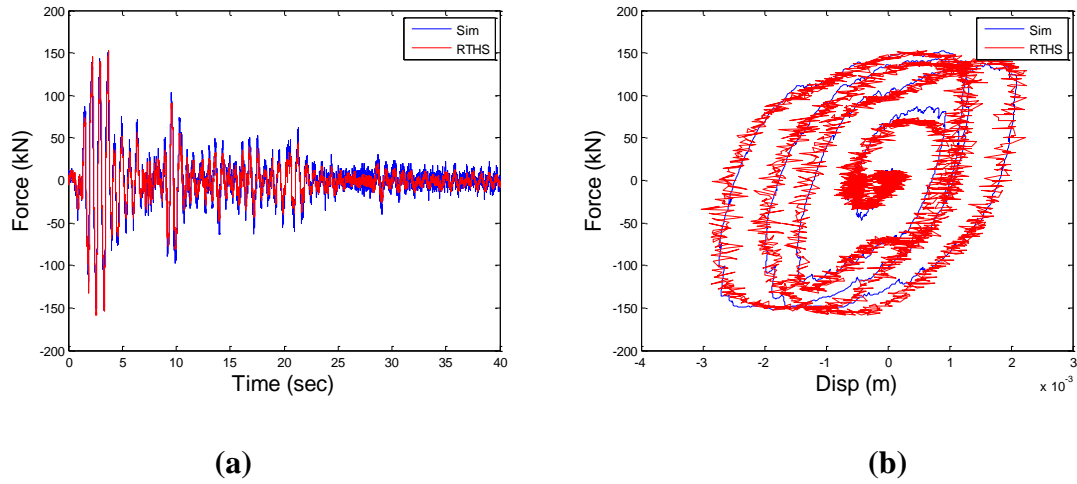 200
150
100
50
0
-50
-100
-150
-200
Force (kN)
0 5 10 15 20 25 30 35 40
Time (sec)
Sim
RTHS
(a)
200
150
100
50
0
-50
-100
-150
-200
Force (kN)
-4 -3 -2 -1 0 1 2 3
x 10⁻³
Disp (m)
Sim
RTHS
(b)